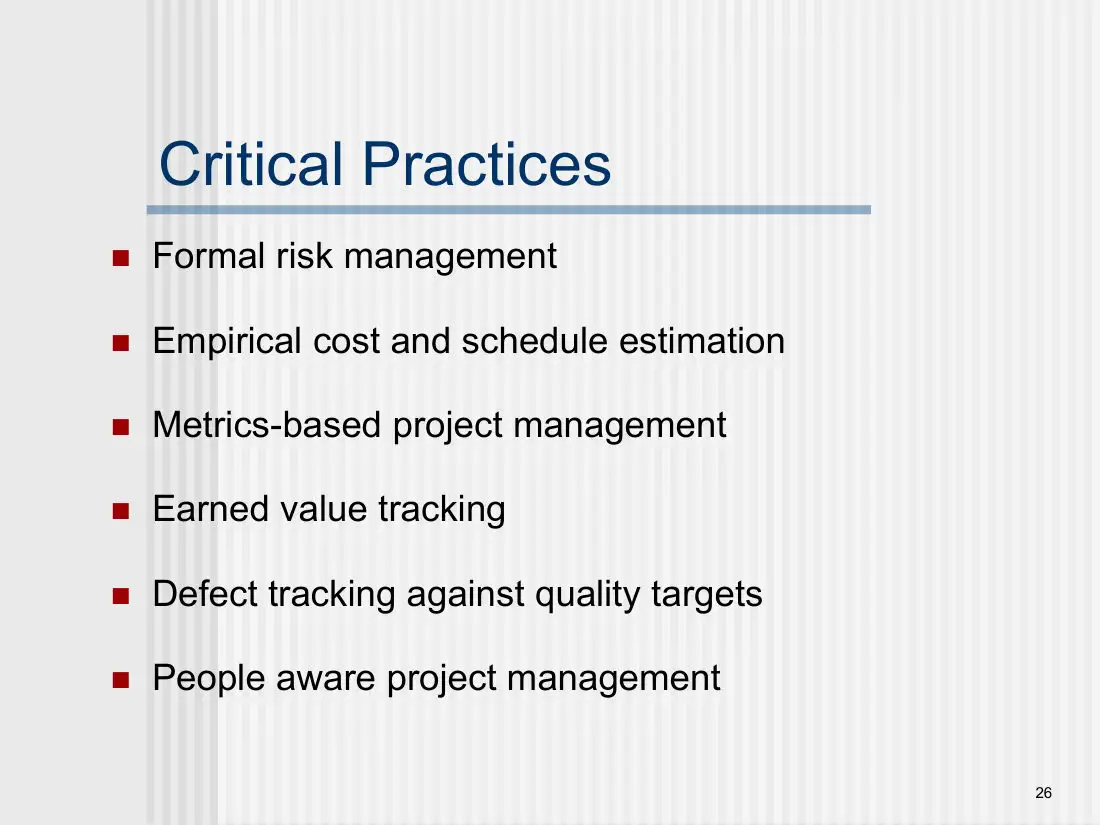 Critical Practices
Formal risk management
Empirical cost and schedule estimation
Metrics-based project management
Earned value tracking
Defect tracking against quality targets
People aware project management
26